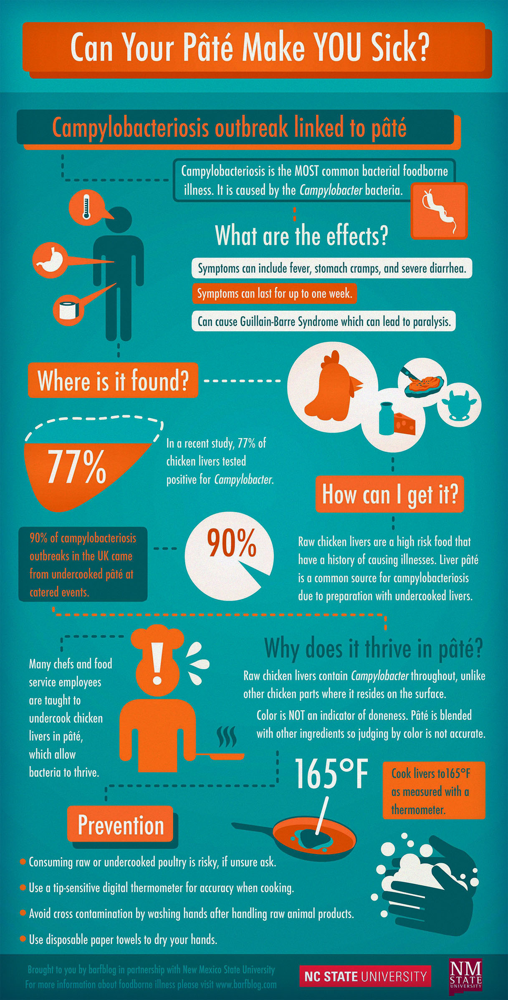 Can Your Pâté Make YOU Sick?
Campylobacteriosis outbreak linked to pâté
Campylobacteriosis is the MOST common bacterial foodborne
illness. It is caused by the Campylobacter bacteria.
What are the effects?
Symptoms can include fever, stomach cramps, and severe diarrhea.
Symptoms can last for up to one week.
Can cause Guillain-Barre Syndrome which can lead to paralysis.
Where is it found?
77%
In a recent study, 77% of
chicken livers tested
positive for Campylobacter.
How can I get it?
90% of campylobacteriosis
outbreaks in the UK came
from undercooked pâté at
catered events.
90%
Raw chicken livers are a high risk food that
have a history of causing illnesses. Liver pâté
is a common source for campylobacteriosis
due to preparation with undercooked livers.
Many chefs and food
service employees
are taught to
undercook chicken
livers in pâté,
which allow
bacteria to thrive.
!
Why does it thrive in pâté?
Raw chicken livers contain Campylobacter throughout, unlike
other chicken parts where it resides on the surface.
Color is NOT an indicator of doneness. Pâté is blended
with other ingredients so judging by color is not accurate.
165°F
Cook livers to165°F
as measured with a
thermometer.
Prevention
Consuming raw or undercooked poultry is risky, if unsure ask.
Use a tip-sensitive digital thermometer for accuracy when cooking.
Avoid cross contamination by washing hands after handling raw animal products.
Use disposable paper towels to dry your hands.
Brought to you by barfblog in partnership with New Mexico State University
For more information about foodborne illness please visit www.barfblog.com
NC STATE UNIVERSITY
NM
STATE
UNIVERSITY